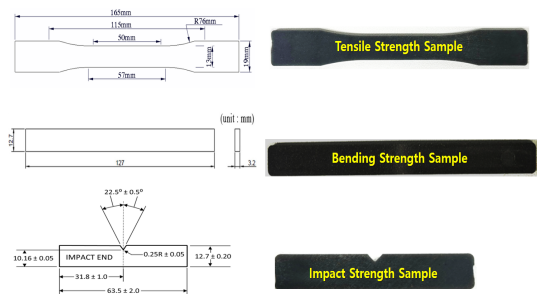 165mm
115mm
R76mm
50mm
13mm
19mm
57mm
Tensile Strength Sample
(unit : mm)
12.7
127
3.2
Bending Strength Sample
22.5° ± 0.5°
10.16 ± 0.05
IMPACT END
0.25R ± 0.05
12.7 ± 0.20
31.8 ± 1.0
63.5 ± 2.0
Impact Strength Sample